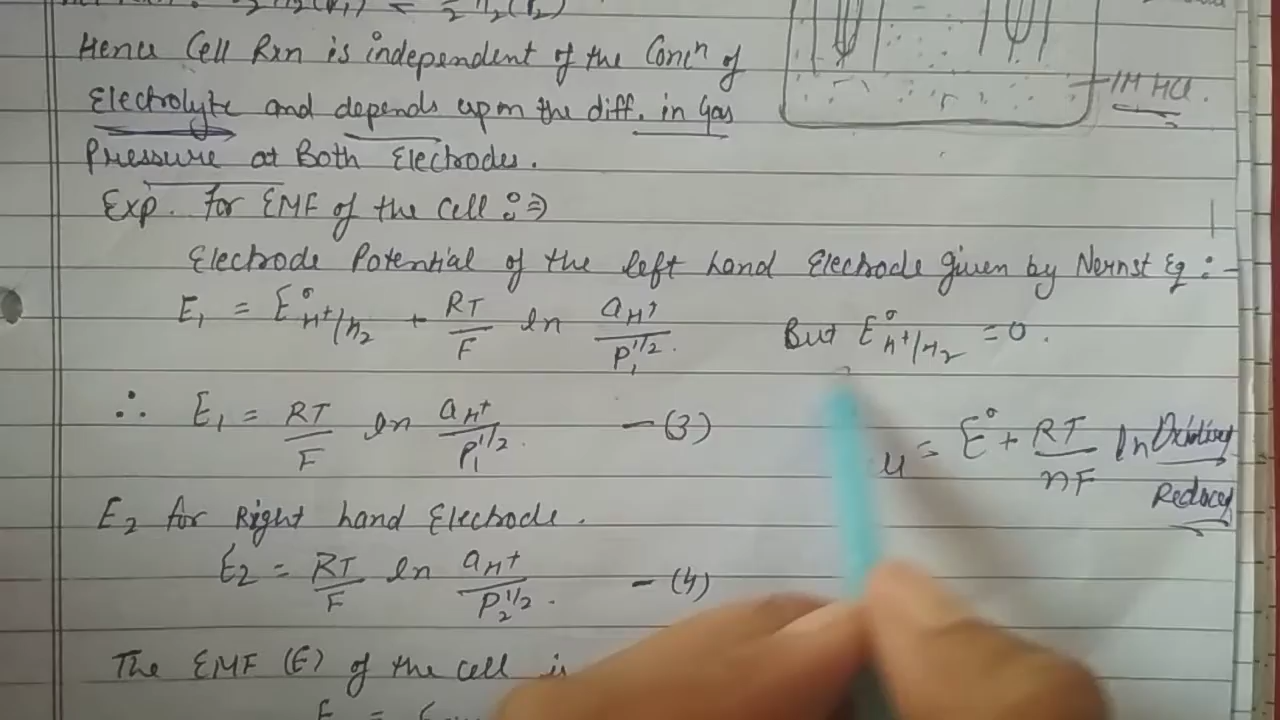 Hence Cell Rxn is independent of the Concⁿ of
1M HCl.
Electrolyte and depends upon the diff. in Gas
Pressure at Both Electrodes.
Exp. for EMF of the cell :⇒
Electrode Potential of the left hand Electrode given by Nernst Eq :-
E₁ = E°H⁺/H₂ + RT/F ln aH⁺/P₁^1/2. But E°H⁺/H₂ = 0.
∴ E₁ = RT/F ln aH⁺/P₁^1/2. —(3)
= E° + RT/nF ln
E₂ for Right hand Electrode.
E₂ = RT/F ln aH⁺/P₂^1/2. —(4)
The EMF (E) of the cell is